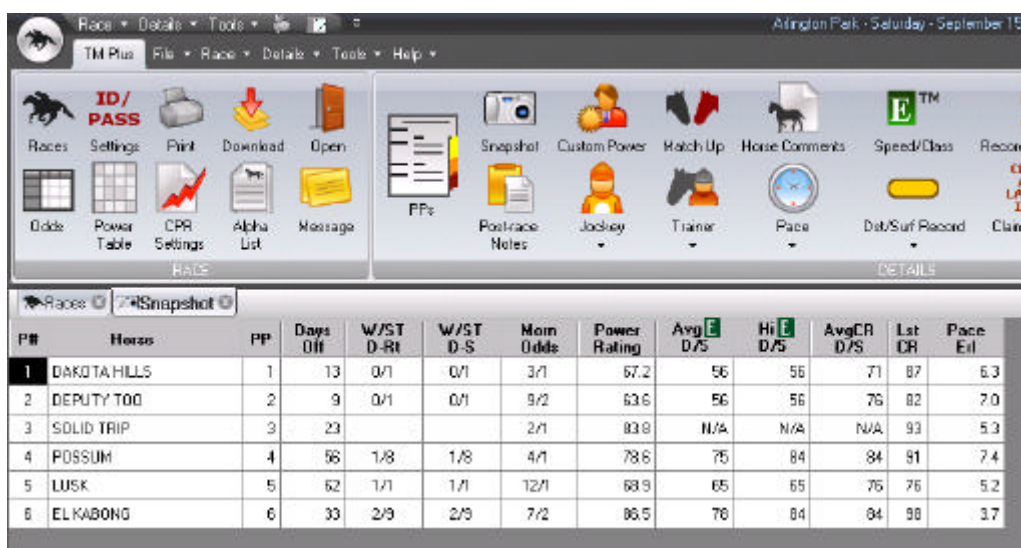 Race Details Tools Arlington Park - Saturday - September 15
TM Plus File Race Details Tools Help
ID/
PASS
E TM
Races Settings Print Download Open Snapshot Custom Power Match Up Horse Comments Speed/Class Recor
PPs
Odds Power Table CPR Settings Alpha List Message Post-race Notes Jockey Trainer Pace Dst/Surf Record Clain
RACE DETAILS
Races Snapshot
P# Horse PP Days Off W/ST D-Rt W/ST D-S Morn Odds Power Rating Avg E D/S Hi E D/S AvgCR D/S Lst CR Pace E/I
1 DAKOTA HILLS 1 13 0/1 0/1 3/1 67.2 56 56 71 87 6.3
2 DEPUTY TOO 2 9 0/1 0/1 9/2 63.6 56 56 76 82 7.0
3 SOLID TRIP 3 23 2/1 83.8 N/A N/A N/A 93 5.3
4 POSSUM 4 56 1/8 1/8 4/1 78.6 75 84 84 91 7.4
5 LUSK 5 62 1/1 1/1 12/1 68.9 65 65 76 76 5.2
6 EL KABONG 6 33 2/9 2/9 7/2 86.5 78 84 84 98 3.7